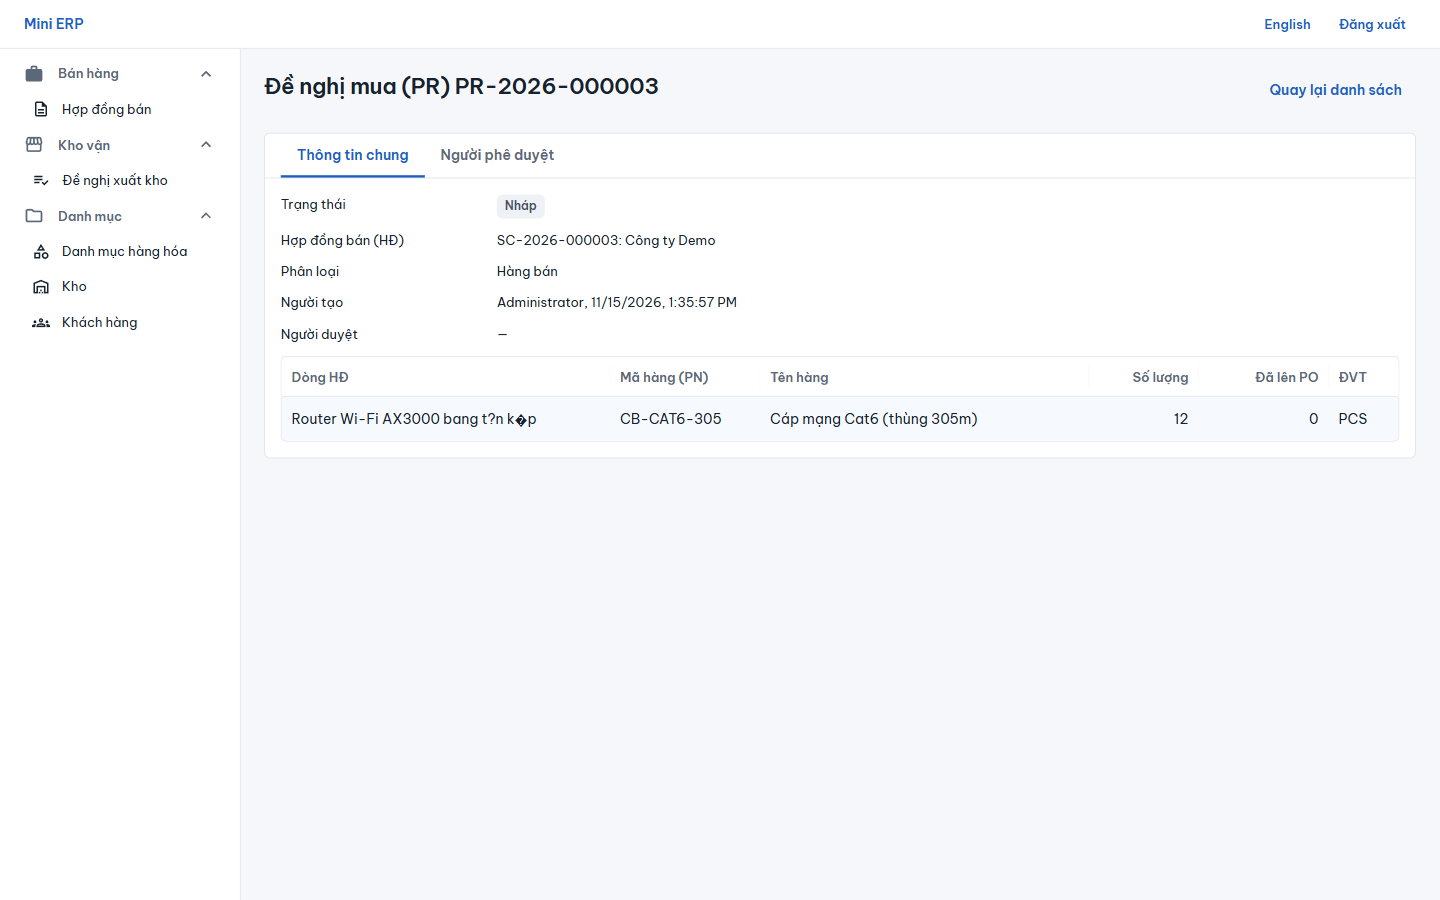 Mini ERP
English
Đăng xuất
Bán hàng
Hợp đồng bán
Kho vận
Đề nghị xuất kho
Danh mục
Danh mục hàng hóa
Kho
Khách hàng
Đề nghị mua (PR) PR-2026-000003
Quay lại danh sách
Thông tin chung
Người phê duyệt
Trạng thái Nháp
Hợp đồng bán (HĐ) SC-2026-000003: Công ty Demo
Phân loại Hàng bán
Người tạo Administrator, 11/15/2026, 1:35:57 PM
Người duyệt —
Dòng HĐ Mã hàng (PN) Tên hàng Số lượng Đã lên PO ĐVT
Router Wi-Fi AX3000 bang t?n k�p CB-CAT6-305 Cáp mạng Cat6 (thùng 305m) 12 0 PCS